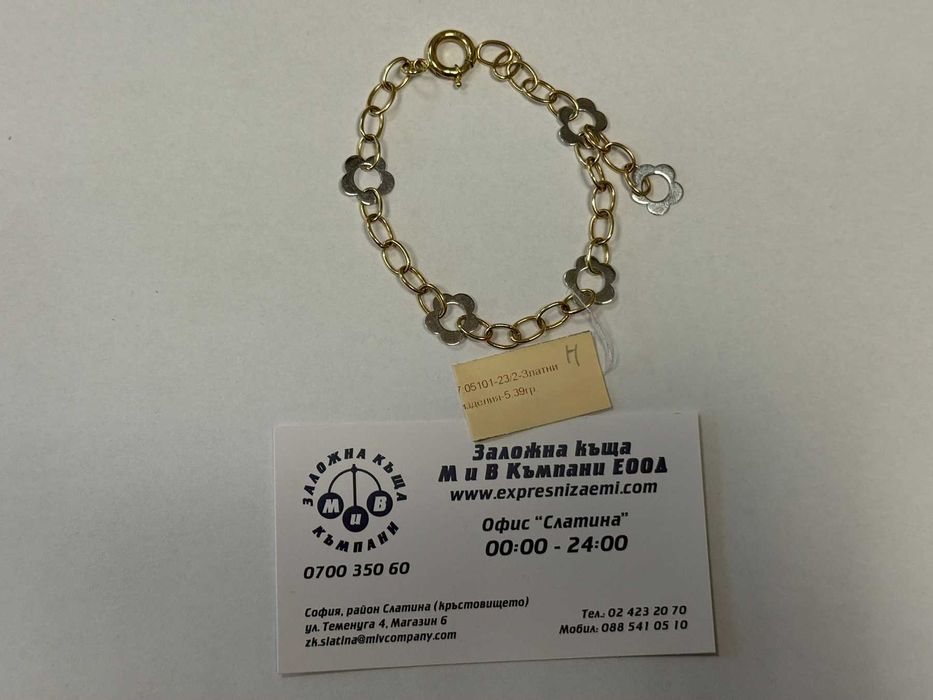 H
7.05101-23/2-Златни
изделия-5.39гр
ЗАЛОЖНА КЪЩА
М и В
КЪМПАНИ
0700 350 60
Заложна къща
М и В Къмпани ЕООД
www.expresnizaemi.com
Офис "Слатина"
00:00 - 24:00
София, район Слатина (кръстовището)
ул. Теменуга 4, Магазин 6
zk.slatina@mivcompany.com
Тел.: 02 423 20 70
Мобил.: 088 541 05 10